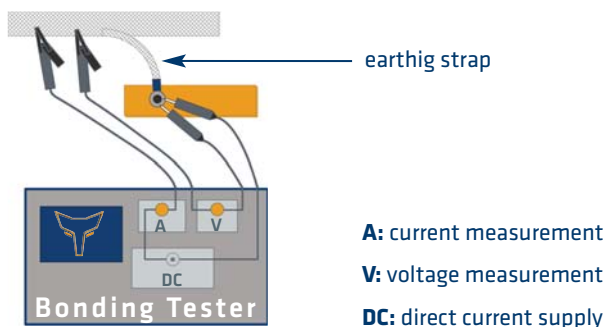 earthig strap
A V
DC
Bonding Tester
A: current measurement
V: voltage measurement
DC: direct current supply